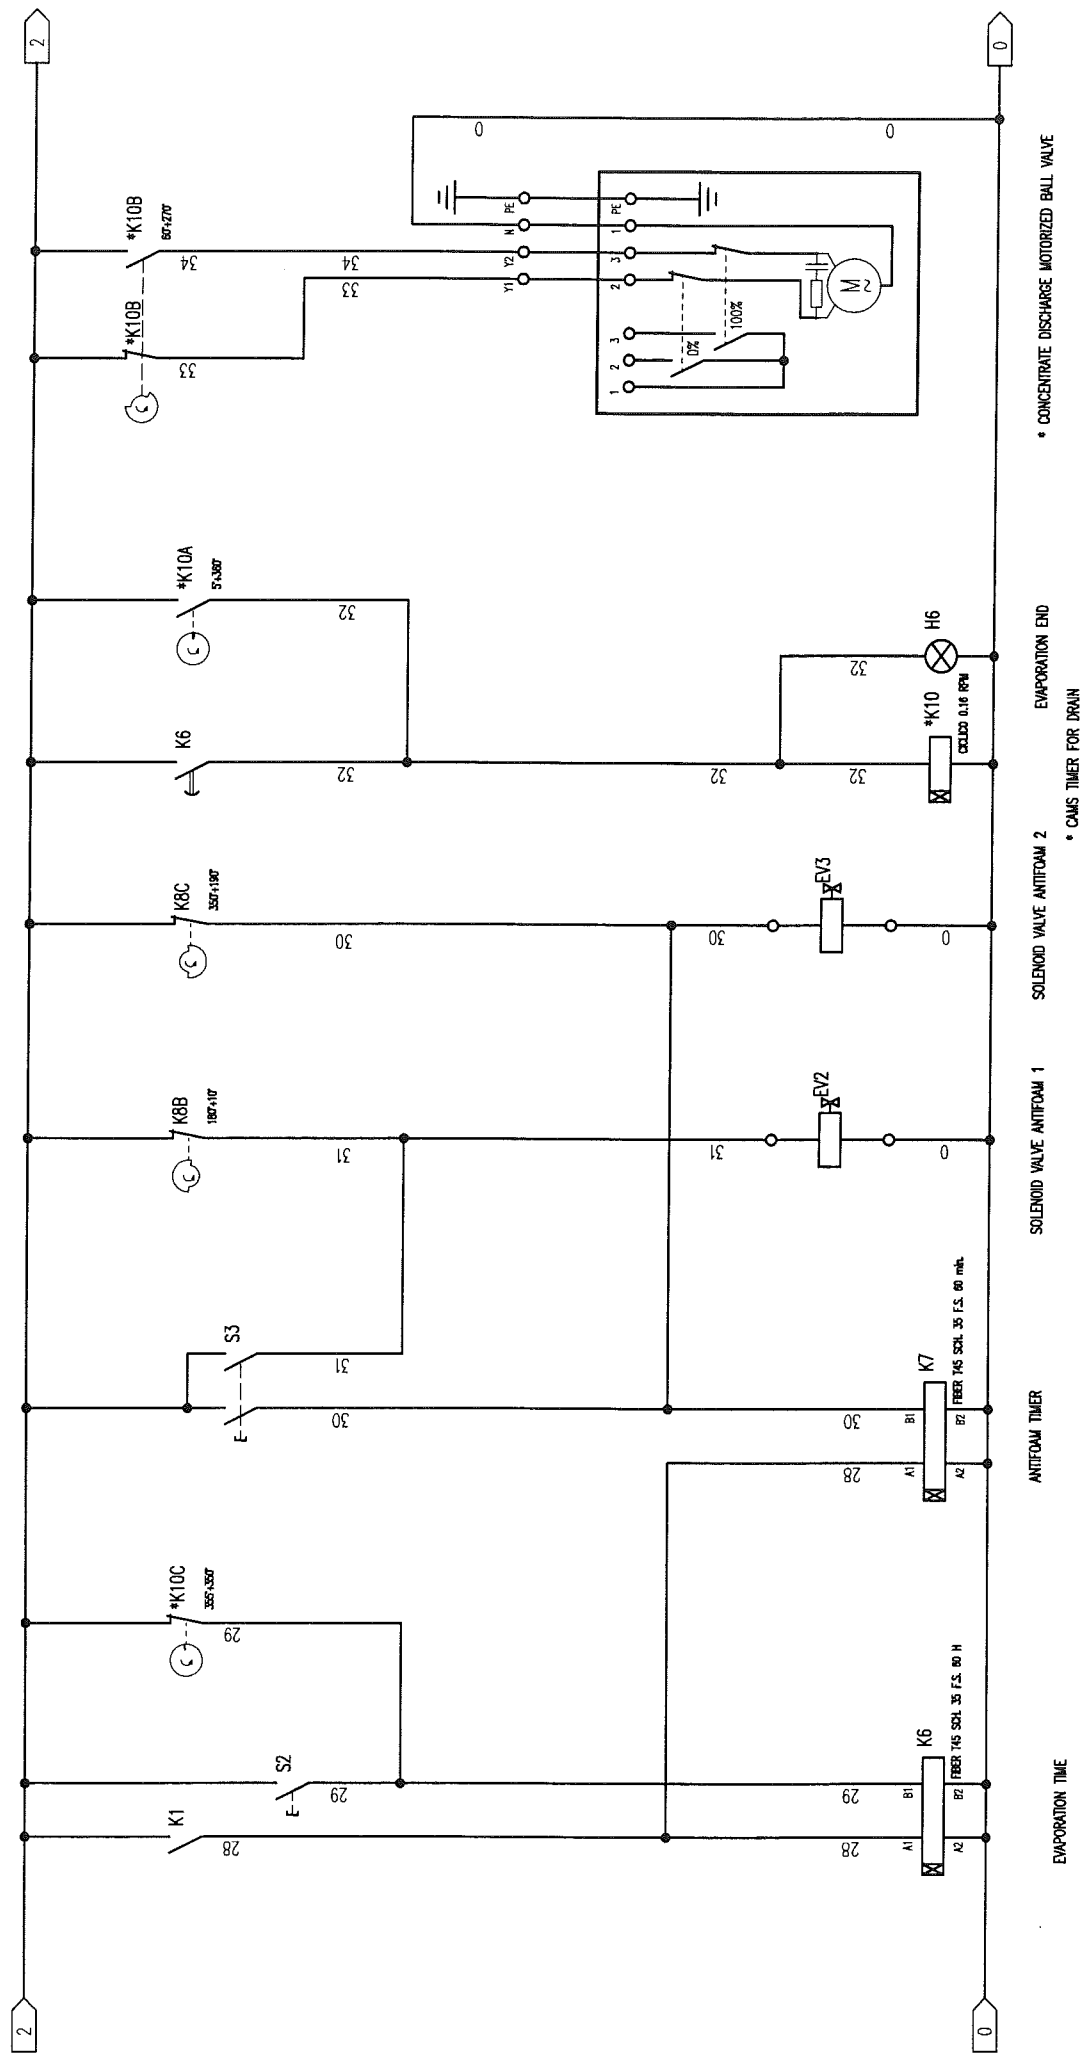 2
2
K1
28
28
A1
A2
S2
29
29
B1
B2
K6
FIBER T45 SCH. 35 F.S. 60 H
EVAPORATION TIME
*K10C
355°÷350°
29
28
A1
A2
S3
30
31
30
B1
B2
K7
FIBER T45 SCH. 35 F.S. 60 min.
ANTIFOAM TIMER
K8B
180°÷10°
31
31
EV2
0
SOLENOID VALVE ANTIFOAM 1
K8C
350°÷190°
30
30
EV3
0
SOLENOID VALVE ANTIFOAM 2
K6
32
32
32
*K10
CICLICO 0.16 RPM
*K10A
5°÷360°
32
32
H6
EVAPORATION END
* CAMS TIMER FOR DRAIN
*K10B
33
33
*K10B
60°÷270°
34
34
Y1
Y2
N
PE
1
2
3
2
3
1
PE
0%
100%
M
~
0
0
* CONCENTRATE DISCHARGE MOTORIZED BALL VALVE
0
0